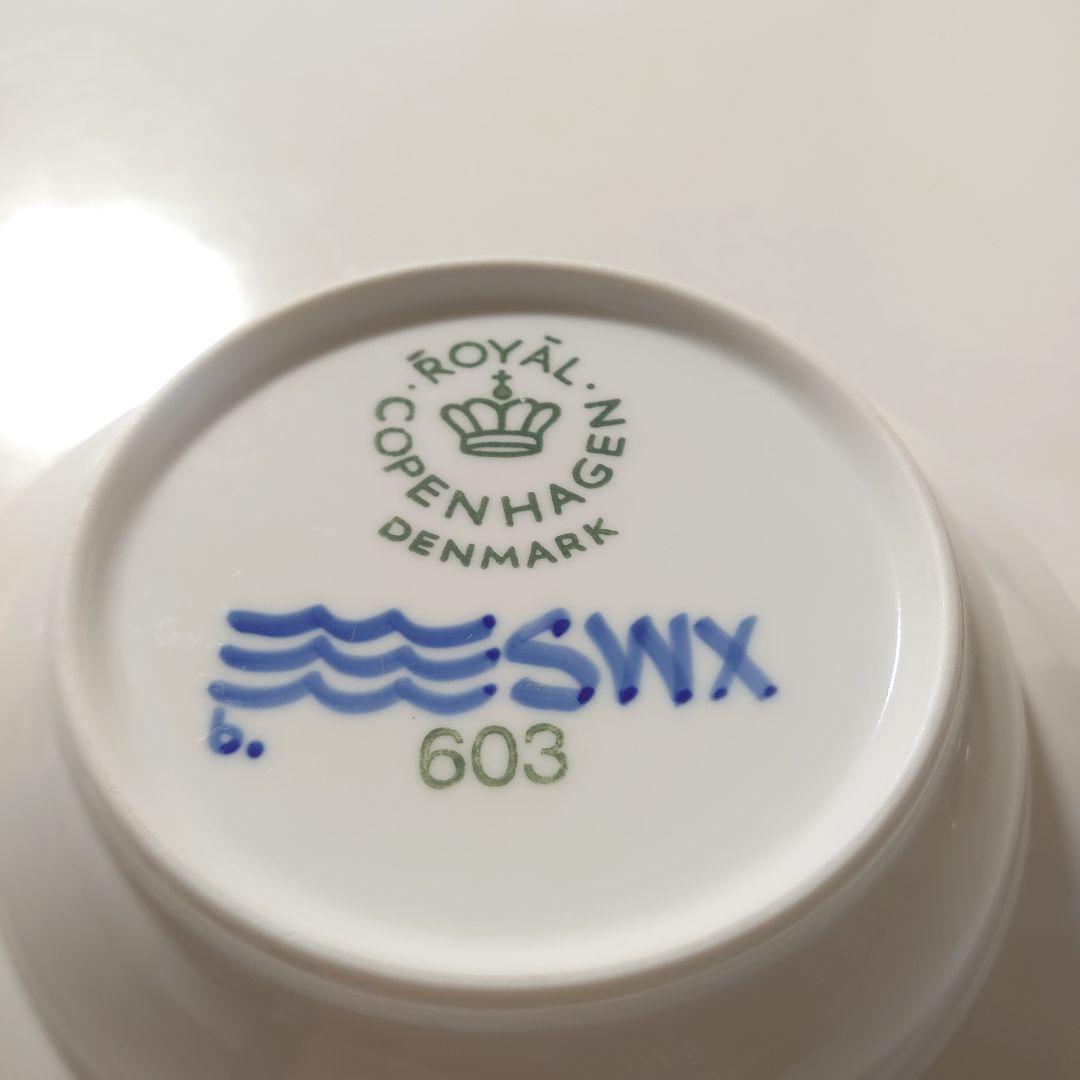 ROYAL
COPENHAGEN
DENMARK
SWX
b.
603